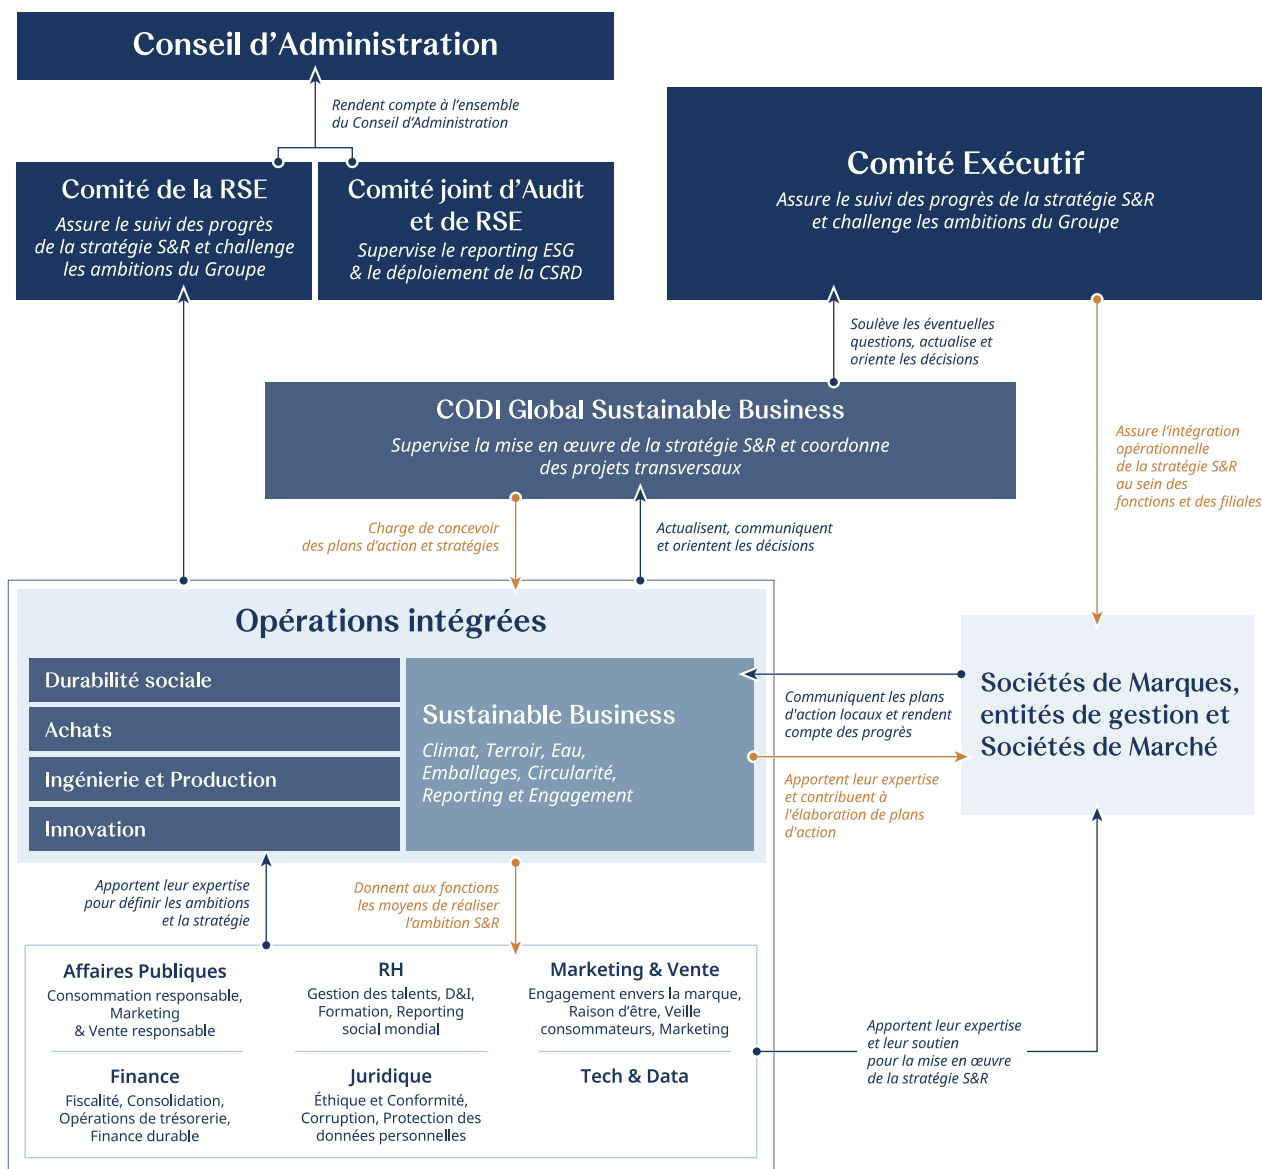 Conseil d’Administration
Rendent compte à l’ensemble
du Conseil d’Administration
Comité de la RSE
Assure le suivi des progrès
de la stratégie S&R et challenge
les ambitions du Groupe
Comité joint d’Audit
et de RSE
Supervise le reporting ESG
& le déploiement de la CSRD
Comité Exécutif
Assure le suivi des progrès de la stratégie S&R
et challenge les ambitions du Groupe
Soulève les éventuelles
questions, actualise et
oriente les décisions
CODI Global Sustainable Business
Supervise la mise en œuvre de la stratégie S&R et coordonne
des projets transversaux
Assure l’intégration
opérationnelle
de la stratégie S&R
au sein des
fonctions et des filiales
Charge de concevoir
des plans d’action et stratégies
Actualisent, communiquent
et orientent les décisions
Opérations intégrées
Durabilité sociale
Achats
Ingénierie et Production
Innovation
Sustainable Business
Climat, Terroir, Eau,
Emballages, Circularité,
Reporting et Engagement
Communiquent les plans
d'action locaux et rendent
compte des progrès
Apportent leur expertise
et contribuent à
l'élaboration de plans
d'action
Sociétés de Marques,
entités de gestion et
Sociétés de Marché
Apportent leur expertise
pour définir les ambitions
et la stratégie
Donnent aux fonctions
les moyens de réaliser
l’ambition S&R
Affaires Publiques
Consommation responsable,
Marketing
& Vente responsable
RH
Gestion des talents, D&I,
Formation, Reporting
social mondial
Marketing & Vente
Engagement envers la marque,
Raison d’être, Veille
consommateurs, Marketing
Finance
Fiscalité, Consolidation,
Opérations de trésorerie,
Finance durable
Juridique
Éthique et Conformité,
Corruption, Protection des
données personnelles
Tech & Data
Apportent leur expertise
et leur soutien
pour la mise en œuvre
de la stratégie S&R